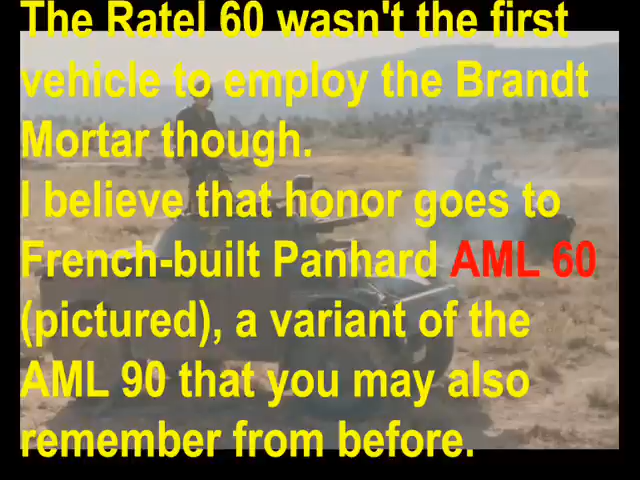 The Ratel 60 wasn't the first
vehicle to employ the Brandt
Mortar though.
I believe that honor goes to
French-built Panhard AML 60
(pictured), a variant of the
AML 90 that you may also
remember from before.